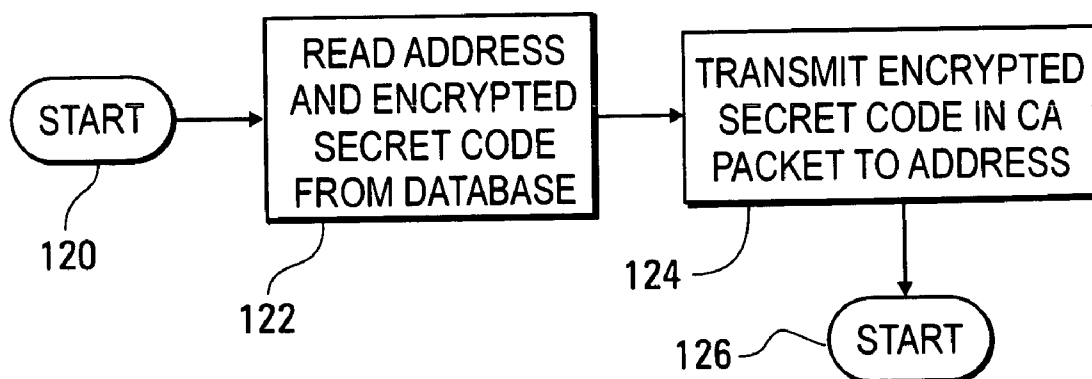 START
120
READ ADDRESS
AND ENCRYPTED
SECRET CODE
FROM DATABASE
122
TRANSMIT ENCRYPTED
SECRET CODE IN CA
PACKET TO ADDRESS
124
START
126